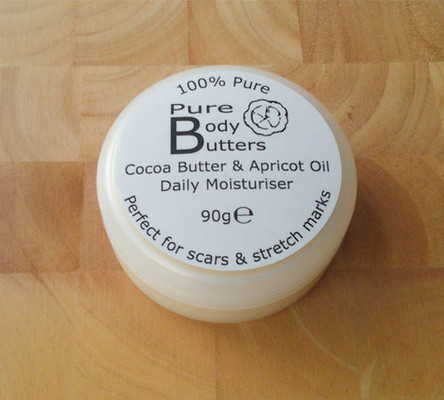 100% Pure
Pure
Body
Butters
Cocoa Butter & Apricot Oil
Daily Moisturiser
90g℮
Perfect for scars & stretch marks